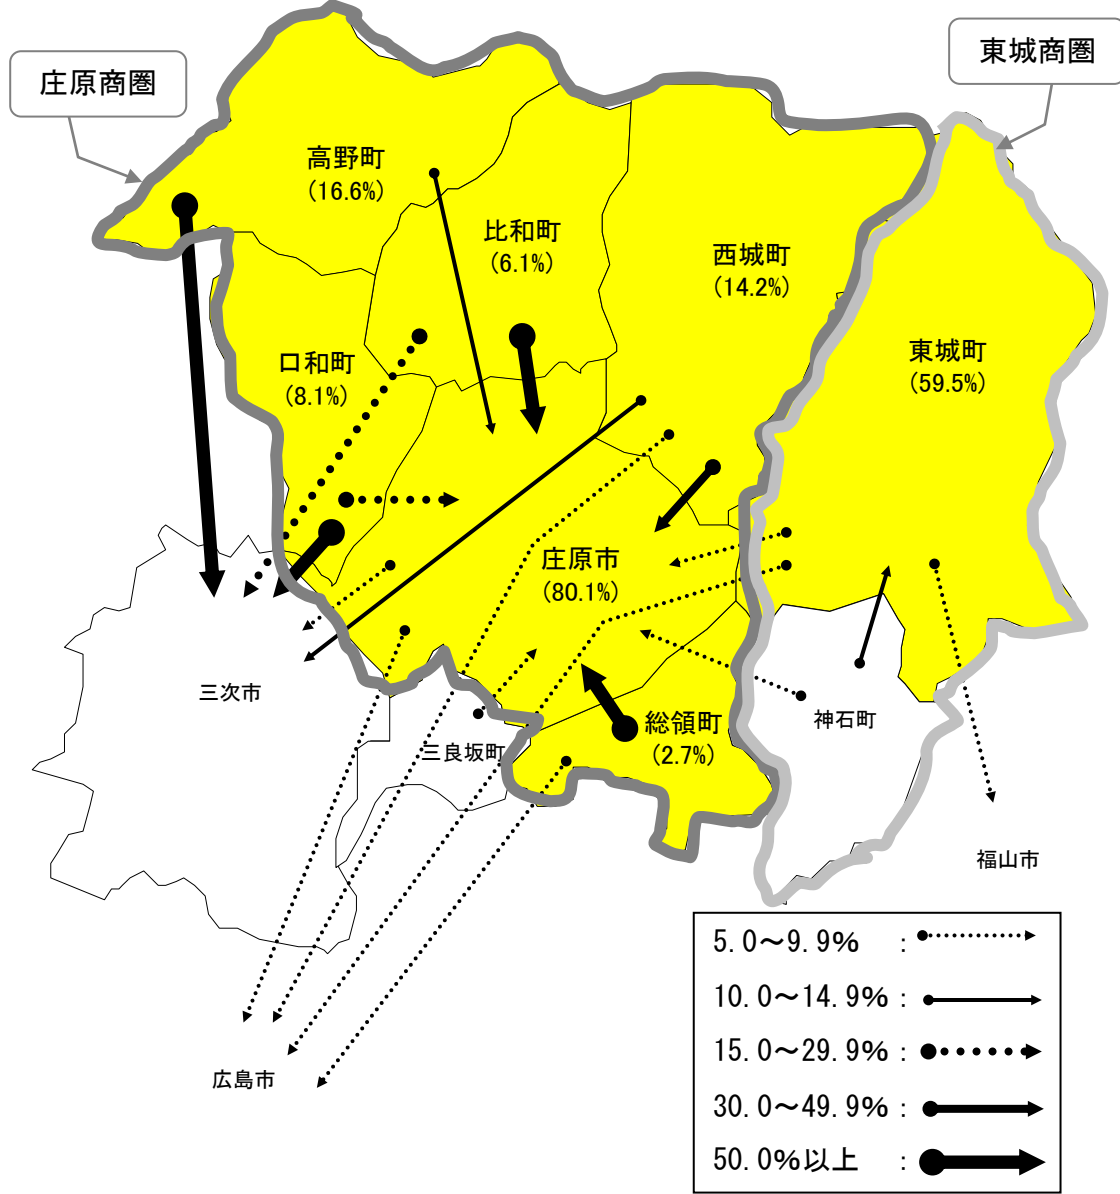 東城商圏
庄原商圏
高野町
(16.6%)
比和町
(6.1%)
西城町
(14.2%)
口和町
(8.1%)
東城町
(59.5%)
庄原市
(80.1%)
三次市
総領町
(2.7%)
神石町
三良坂町
福山市
広島市
5.0～9.9% :
10.0～14.9% :
15.0～29.9% :
30.0～49.9% :
50.0%以上 :